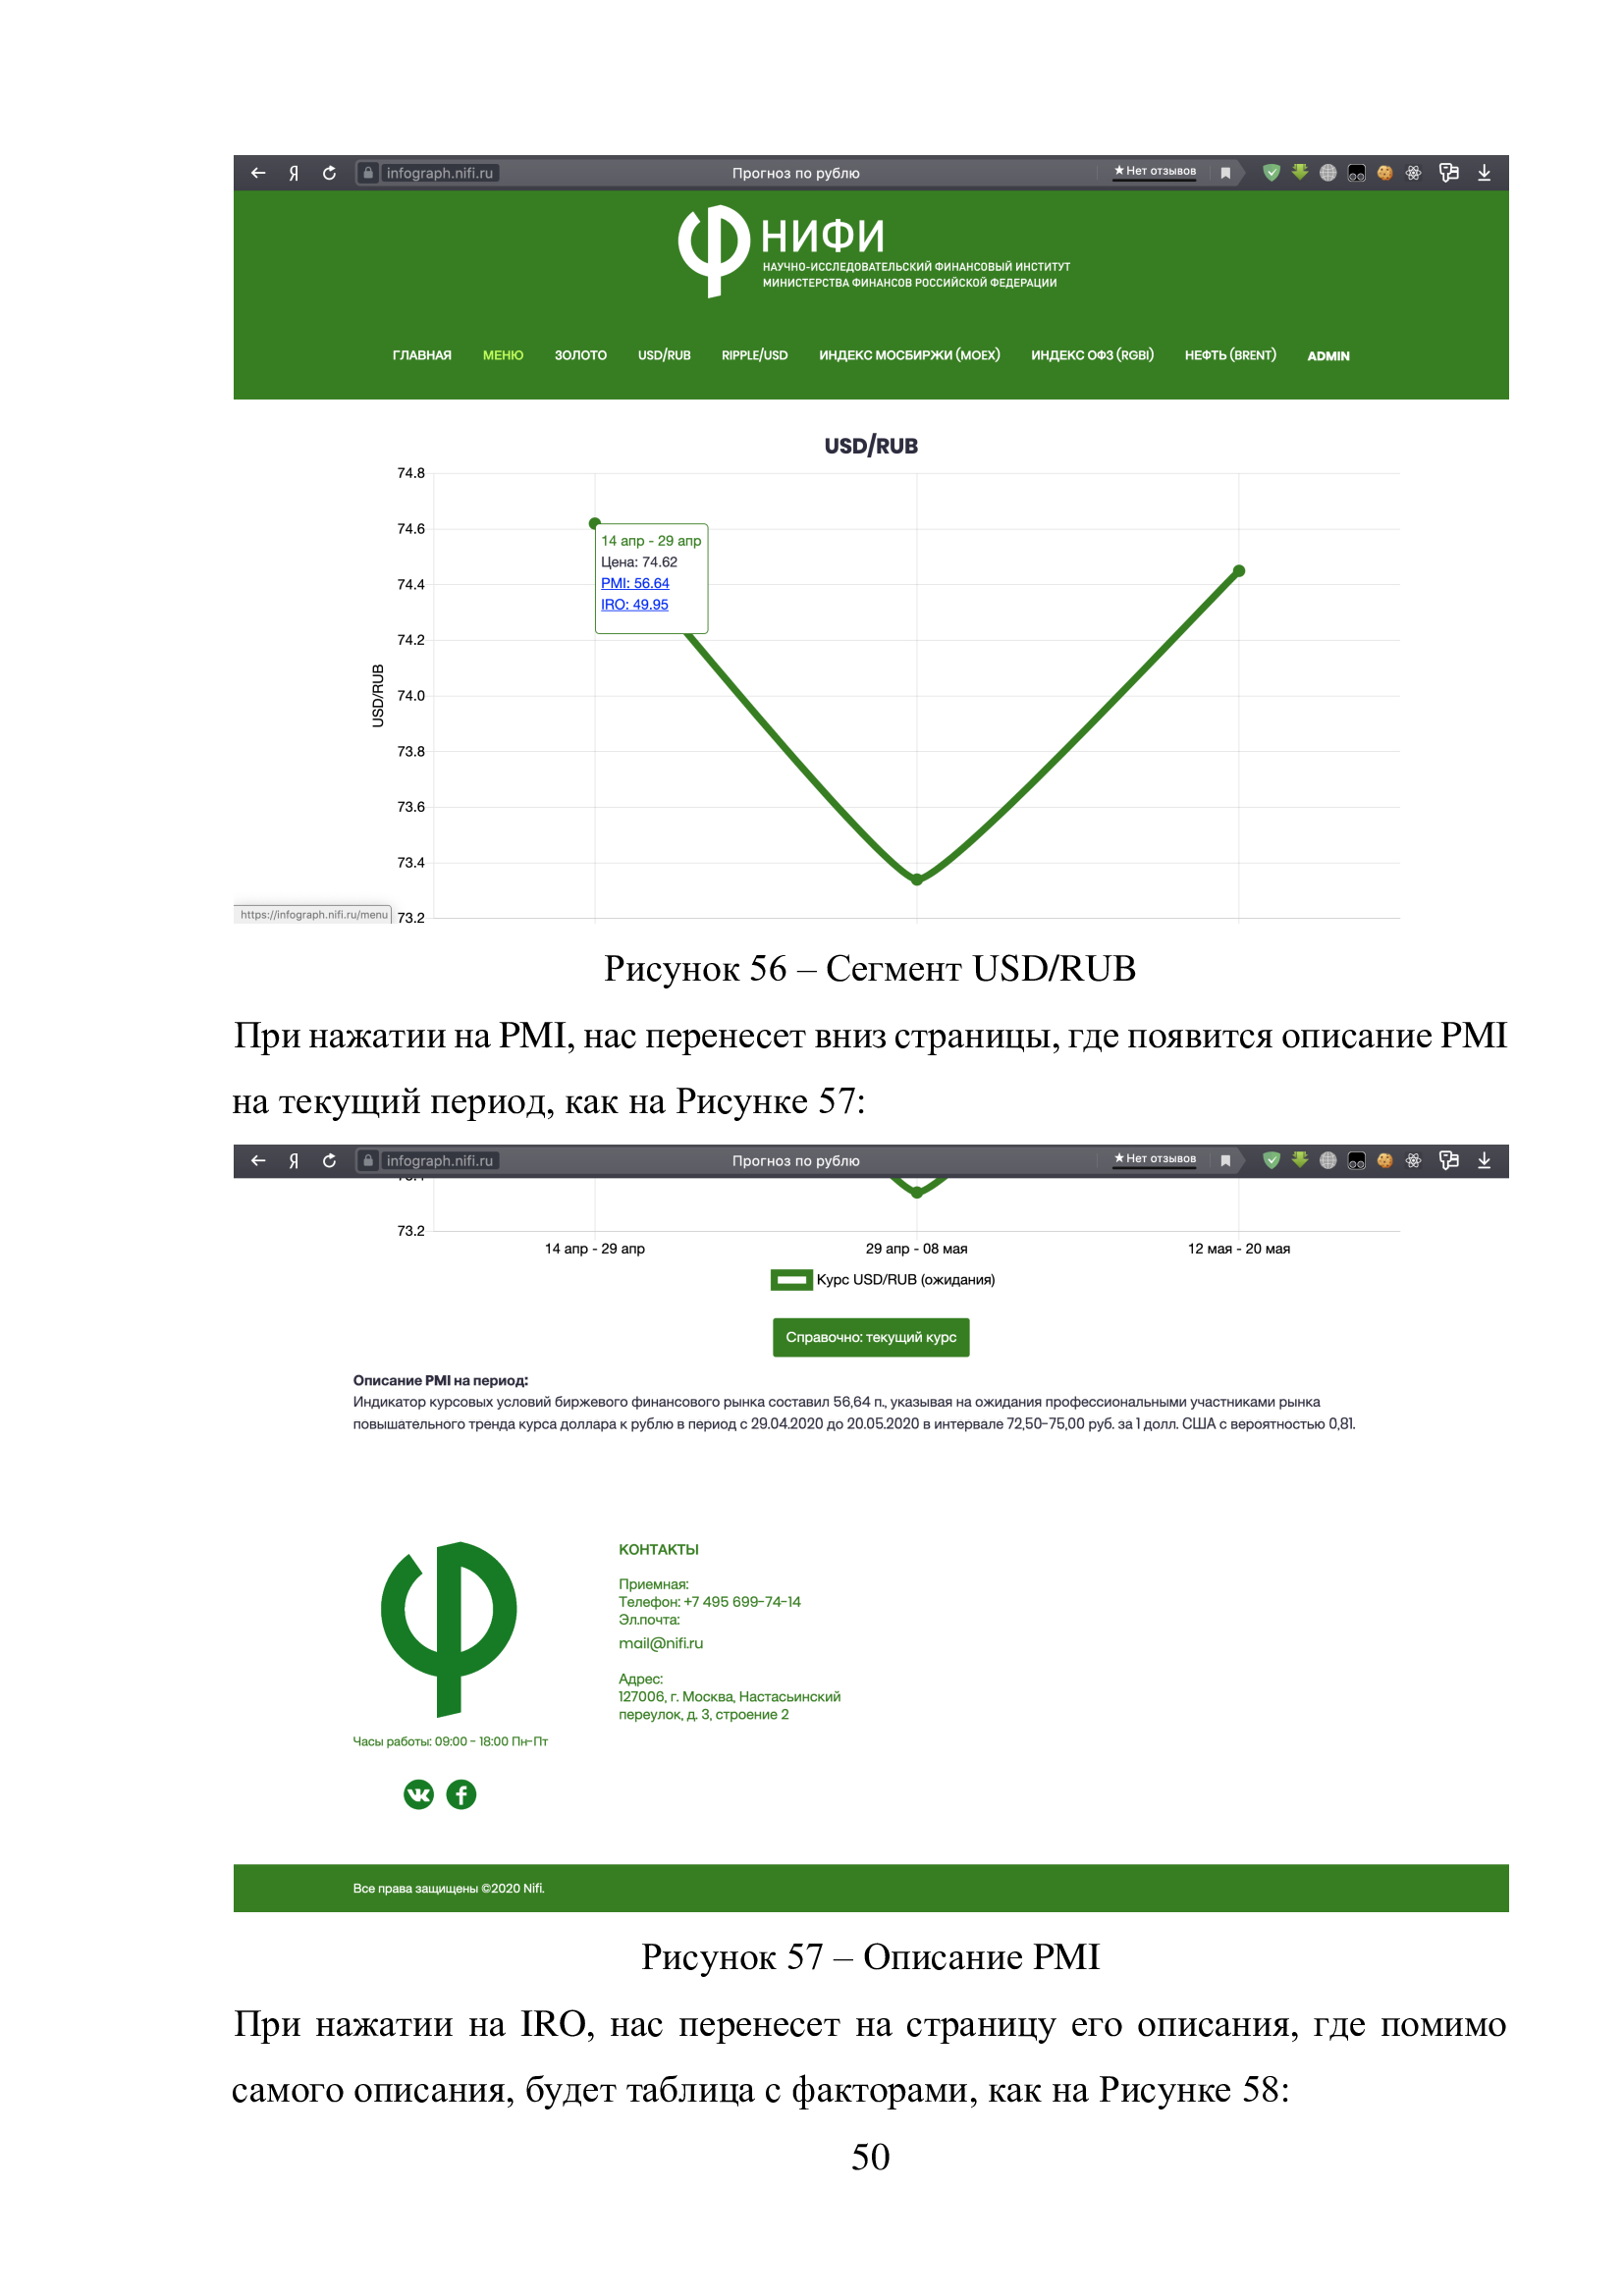 Я infograph.nifi.ru Прогноз по рублю ★Нет отзывов
НИФИ
НАУЧНО-ИССЛЕДОВАТЕЛЬСКИЙ ФИНАНСОВЫЙ ИНСТИТУТ
МИНИСТЕРСТВА ФИНАНСОВ РОССИЙСКОЙ ФЕДЕРАЦИИ
ГЛАВНАЯ МЕНЮ ЗОЛОТО USD/RUB RIPPLE/USD ИНДЕКС МОСБИРЖИ (MOEX) ИНДЕКС ОФЗ (RGBI) НЕФТЬ (BRENT) ADMIN
USD/RUB
74.8
74.6
14 апр - 29 апр
Цена: 74.62
PMI: 56.64
74.4
IRO: 49.95
74.2
USD/RUB
74.0
73.8
73.6
73.4
https://infograph.nifi.ru/menu
73.2
Рисунок 56 – Сегмент USD/RUB
При нажатии на PMI, нас перенесет вниз страницы, где появится описание PMI
на текущий период, как на Рисунке 57:
Я infograph.nifi.ru Прогноз по рублю ★Нет отзывов
73.2
14 апр - 29 апр 29 апр - 08 мая 12 мая - 20 мая
Курс USD/RUB (ожидания)
Справочно: текущий курс
Описание PMI на период:
Индикатор курсовых условий биржевого финансового рынка составил 56,64 п., указывая на ожидания профессиональными участниками рынка
повышательного тренда курса доллара к рублю в период с 29.04.2020 до 20.05.2020 в интервале 72,50-75,00 руб. за 1 долл. США с вероятностью 0,81.
КОНТАКТЫ
Приемная:
Телефон: +7 495 699-74-14
Эл.почта:
mail@nifi.ru
Адрес:
127006, г. Москва, Настасьинский
переулок, д. 3, строение 2
Часы работы: 09:00 - 18:00 Пн-Пт
Все права защищены ©2020 Nifi.
Рисунок 57 – Описание PMI
При нажатии на IRO, нас перенесет на страницу его описания, где помимо
самого описания, будет таблица с факторами, как на Рисунке 58:
50